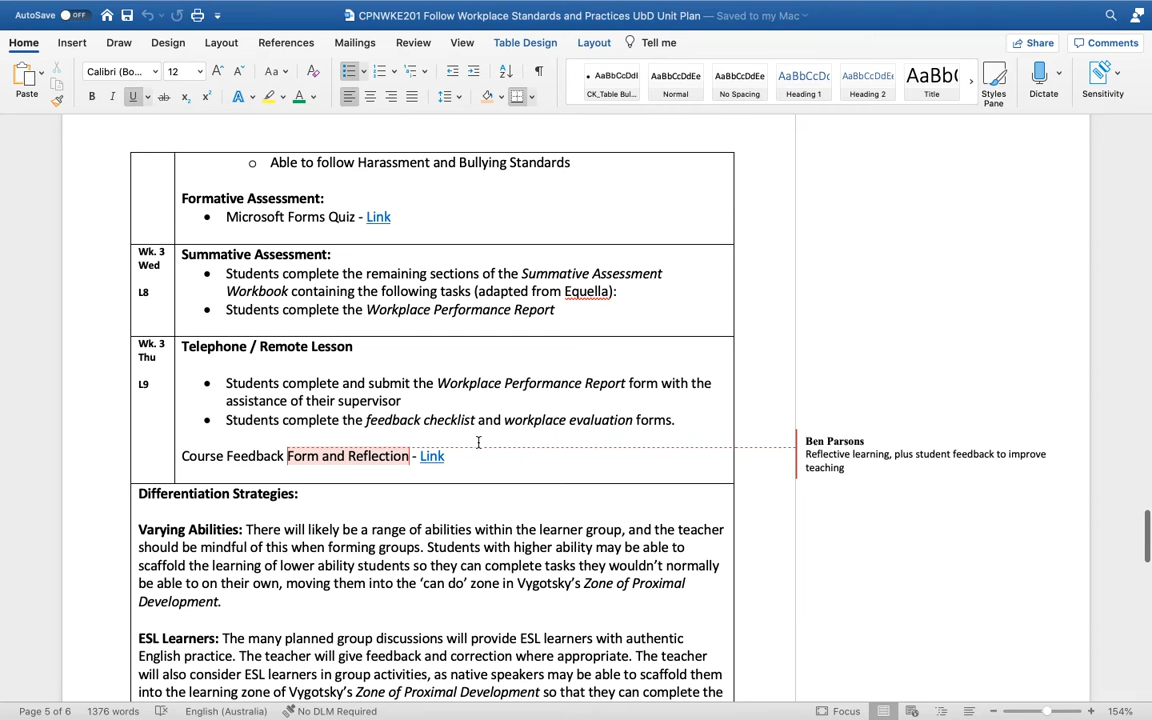 AutoSave OFF
CPNWKE201 Follow Workplace Standards and Practices UbD Unit Plan — Saved to my Mac
Home Insert Draw Design Layout References Mailings Review View Table Design Layout Tell me Share Comments
Calibri (Bo... 12 Aa
Paste
B I U ab x₂ x² A A
AaBbCcDdI AaBbCcDdEe AaBbCcDdEe AaBbCcDc AaBbCcDdEe AaBb(
CK_Table Bul... Normal No Spacing Heading 1 Heading 2 Title
Styles Pane
Dictate
Sensitivity
o Able to follow Harassment and Bullying Standards
Formative Assessment:
• Microsoft Forms Quiz - Link
Wk. 3
Wed
L8
Summative Assessment:
• Students complete the remaining sections of the Summative Assessment
Workbook containing the following tasks (adapted from Equella):
• Students complete the Workplace Performance Report
Wk. 3
Thu
L9
Telephone / Remote Lesson
• Students complete and submit the Workplace Performance Report form with the
assistance of their supervisor
• Students complete the feedback checklist and workplace evaluation forms.
Course Feedback Form and Reflection - Link
Ben Parsons
Reflective learning, plus student feedback to improve
teaching
Differentiation Strategies:
Varying Abilities: There will likely be a range of abilities within the learner group, and the teacher
should be mindful of this when forming groups. Students with higher ability may be able to
scaffold the learning of lower ability students so they can complete tasks they wouldn't normally
be able to on their own, moving them into the 'can do' zone in Vygotsky's Zone of Proximal
Development.
ESL Learners: The many planned group discussions will provide ESL learners with authentic
English practice. The teacher will give feedback and correction where appropriate. The teacher
will also consider ESL learners in group activities, as native speakers may be able to scaffold them
into the learning zone of Vygotsky's Zone of Proximal Development so that they can complete the
Page 5 of 6 1376 words English (Australia) No DLM Required Focus 154%